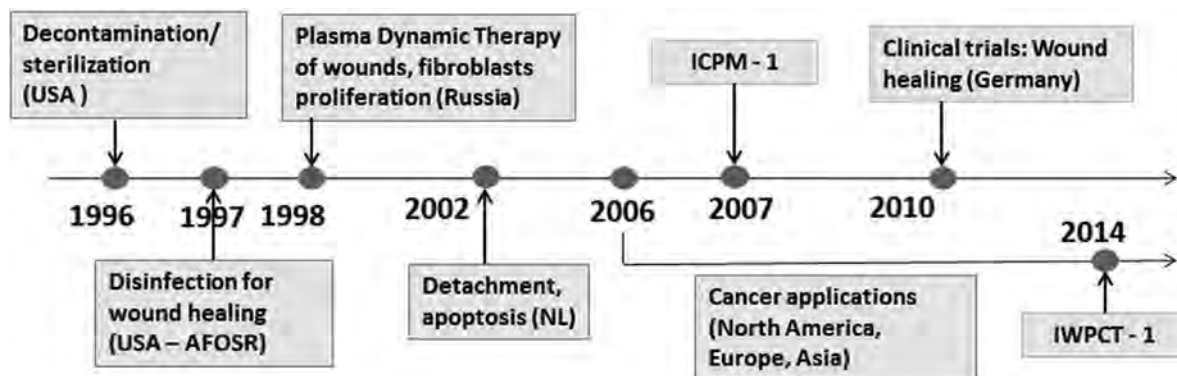 Decontamination/
sterilization
(USA )
Plasma Dynamic Therapy
of wounds, fibroblasts
proliferation (Russia)
ICPM - 1
Clinical trials: Wound
healing (Germany)
1996
1997
1998
2002
2006
2007
2010
2014
Disinfection for
wound healing
(USA – AFOSR)
Detachment,
apoptosis (NL)
Cancer applications
(North America,
Europe, Asia)
IWPCT - 1